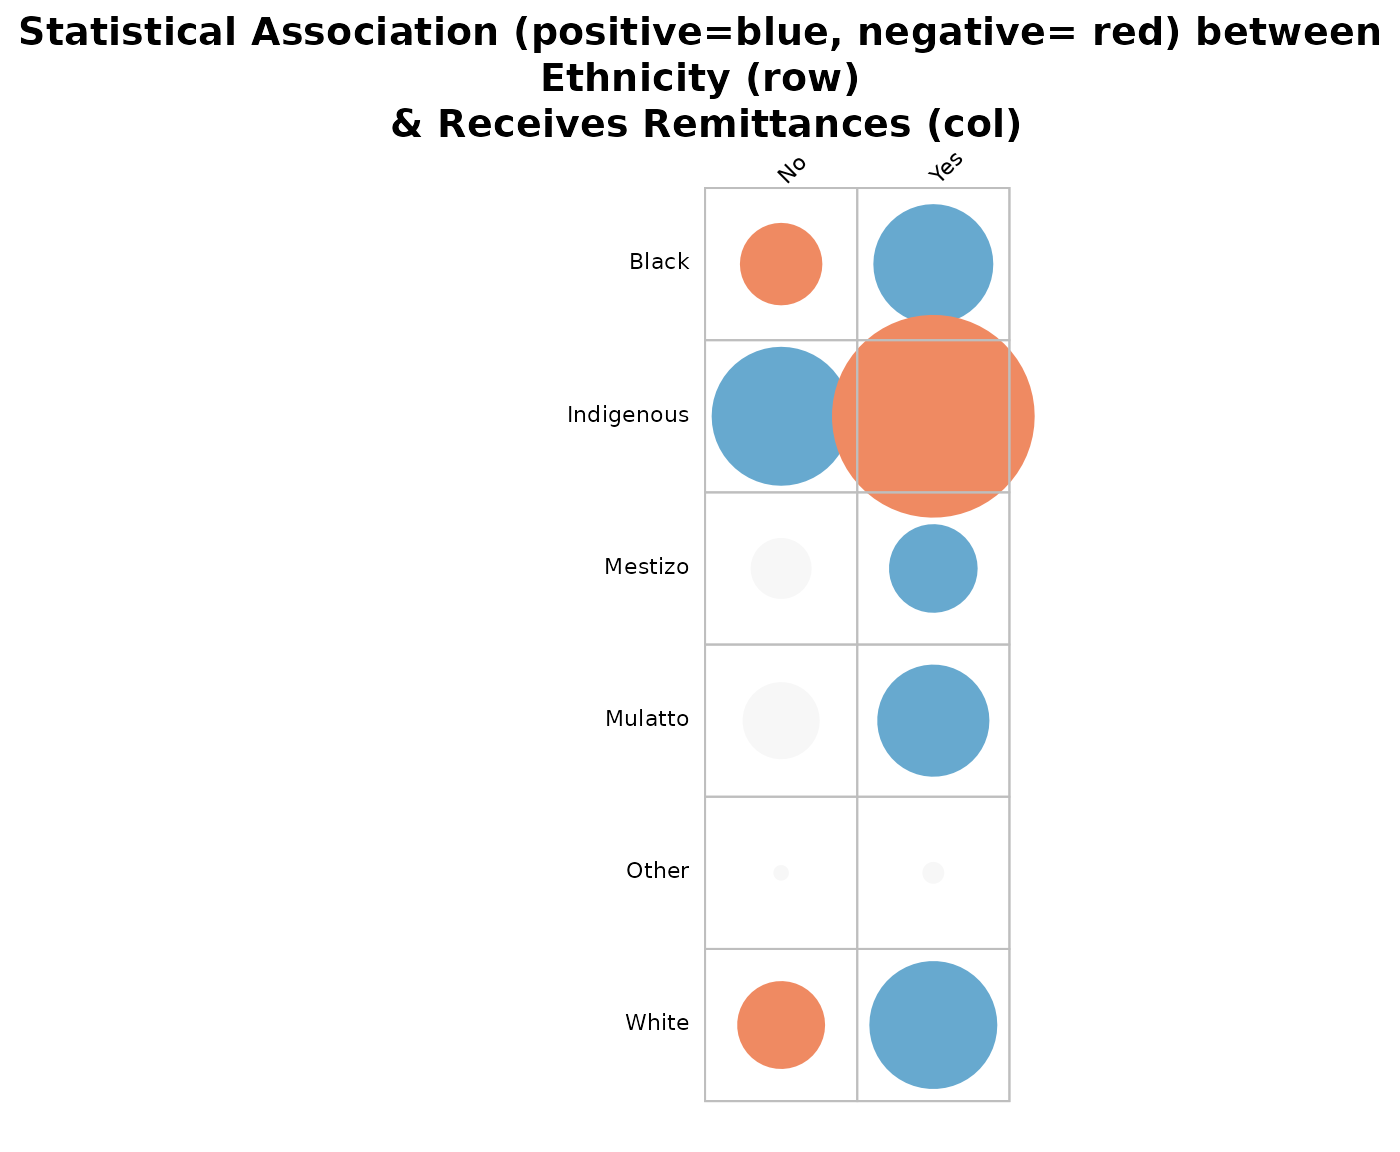 Statistical Association (positive=blue, negative= red) between
Ethnicity (row)
& Receives Remittances (col)
No
Yes
Black
Indigenous
Mestizo
Mulatto
Other
White